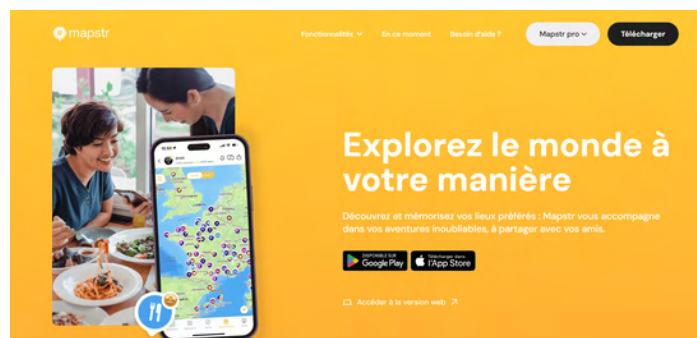 mapstr
Fonctionnalités
En ce moment
Besoin d'aide ?
Mapstr pro
Télécharger
Explorez le monde à
votre manière
Découvrez et mémorisez vos lieux préférés : Mapstr vous accompagne
dans vos aventures inoubliables, à partager avec vos amis.
DISPONIBLE SUR
Google Play
Télécharger dans
l'App Store
Accéder à la version web